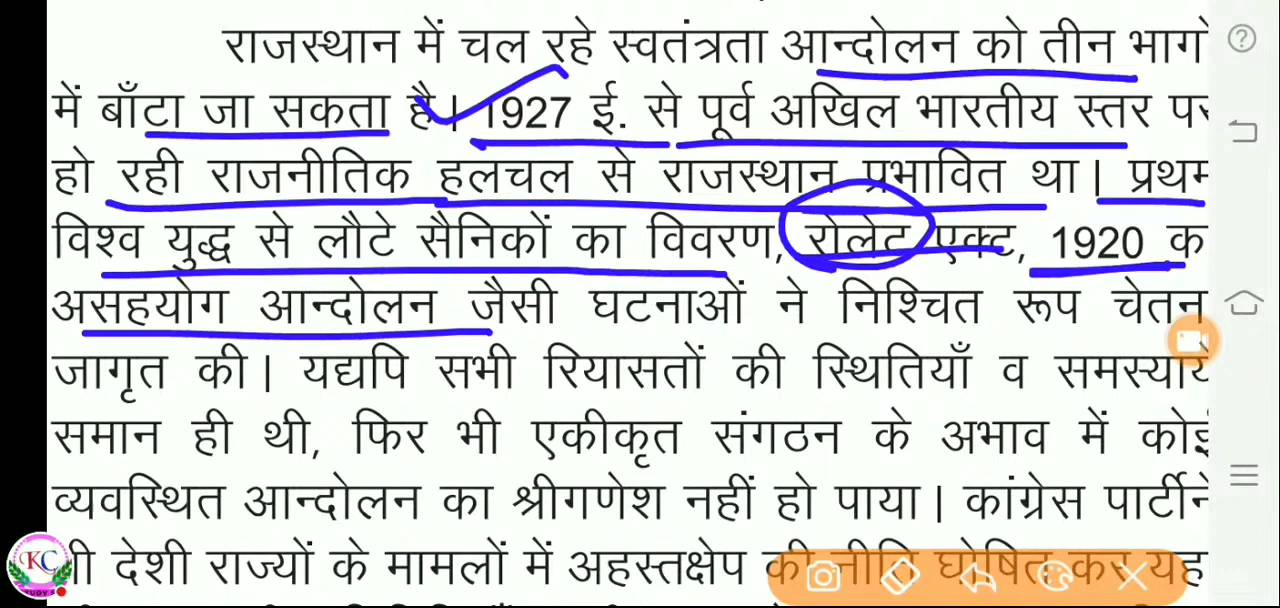 राजस्थान में चल रहे स्वतंत्रता आन्दोलन को तीन भागो
में बाँटा जा सकता है। 1927 ई. से पूर्व अखिल भारतीय स्तर पर
हो रही राजनीतिक हलचल से राजस्थान प्रभावित था। प्रथम
विश्व युद्ध से लौटे सैनिकों का विवरण, रोलेट एक्ट, 1920 क
असहयोग आन्दोलन जैसी घटनाओं ने निश्चित रूप चेतन
जागृत की। यद्यपि सभी रियासतों की स्थितियाँ व समस्याये
समान ही थी, फिर भी एकीकृत संगठन के अभाव में कोई
व्यवस्थित आन्दोलन का श्रीगणेश नहीं हो पाया। कांग्रेस पार्टीने
देशी राज्यों के मामलों में अहस्तक्षेप की नीति घोषित कर यह
KC